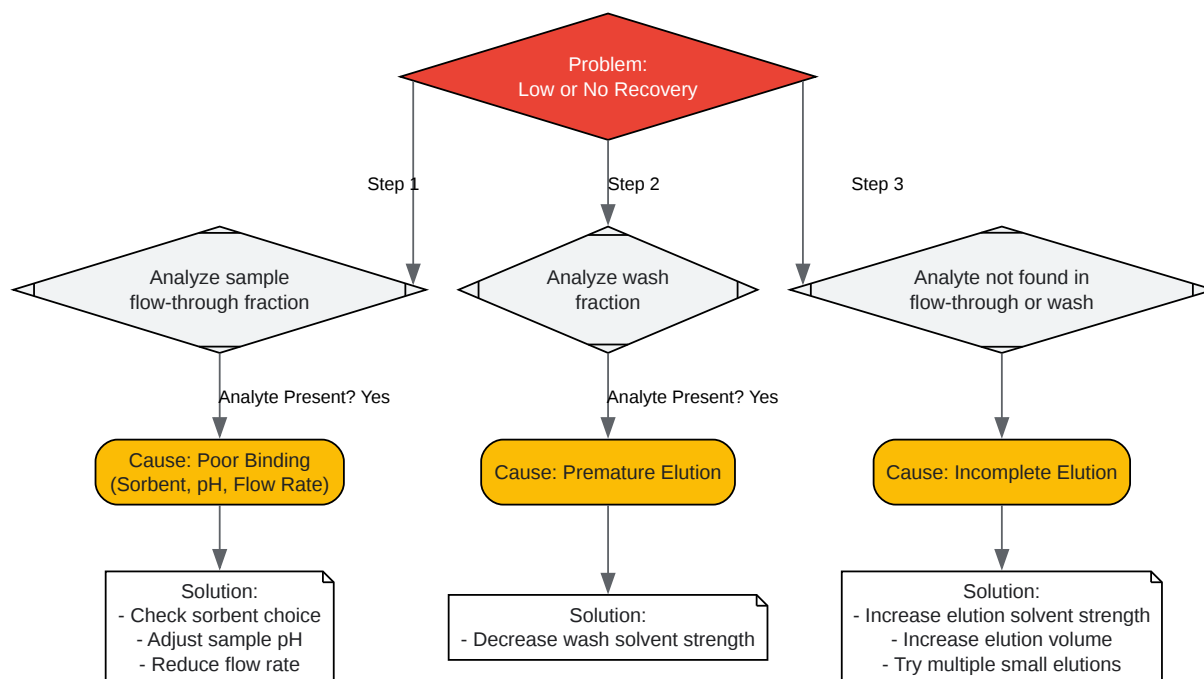 Problem:
Low or No Recovery
Step 1
Step 2
Step 3
Analyze sample
flow-through fraction
Analyze wash
fraction
Analyte not found in
flow-through or wash
Analyte Present? Yes
Analyte Present? Yes
Cause: Poor Binding
(Sorbent, pH, Flow Rate)
Cause: Premature Elution
Cause: Incomplete Elution
Solution:
- Check sorbent choice
- Adjust sample pH
- Reduce flow rate
Solution:
- Decrease wash solvent strength
Solution:
- Increase elution solvent strength
- Increase elution volume
- Try multiple small elutions